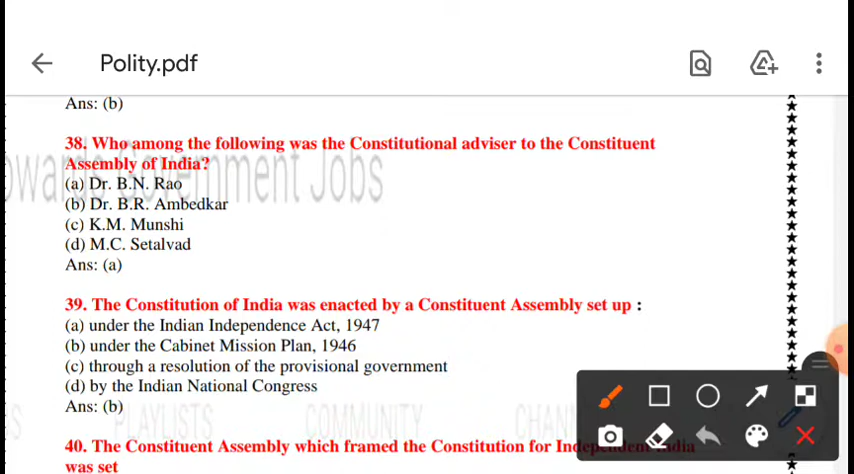 Polity.pdf
Ans: (b)
38. Who among the following was the Constitutional adviser to the Constituent
Assembly of India?
(a) Dr. B.N. Rao
(b) Dr. B.R. Ambedkar
(c) K.M. Munshi
(d) M.C. Setalvad
Ans: (a)
39. The Constitution of India was enacted by a Constituent Assembly set up :
(a) under the Indian Independence Act, 1947
(b) under the Cabinet Mission Plan, 1946
(c) through a resolution of the provisional government
(d) by the Indian National Congress
Ans: (b)
PLAYLISTS COMMUNITY CHAN
40. The Constituent Assembly which framed the Constitution for Independent India
was set